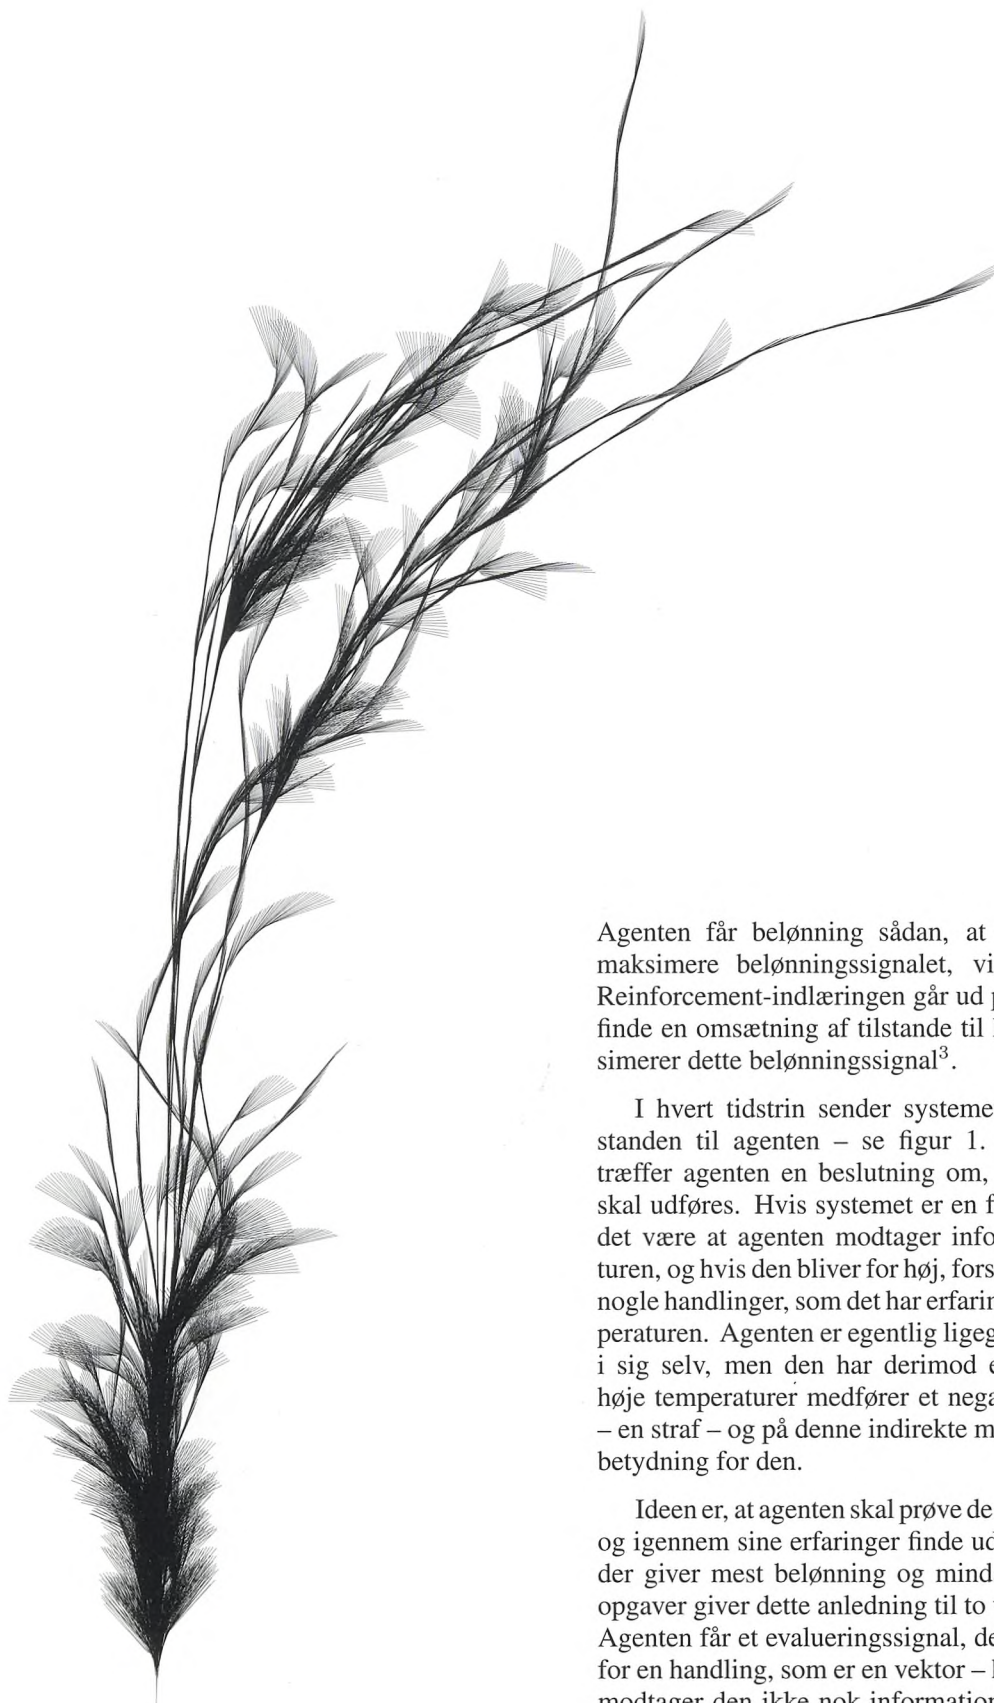 Agenten får belønning sådan, at
maksimere belønningssignalet, vi
Reinforcement-indlæringen går ud
finde en omsætning af tilstande til
simerer dette belønningssignal³.
I hvert tidstrin sender systeme
standen til agenten – se figur 1.
træffer agenten en beslutning om,
skal udføres. Hvis systemet er en f
det være at agenten modtager info
turen, og hvis den bliver for høj, fors
nogle handlinger, som det har erfarin
peraturen. Agenten er egentlig ligeg
i sig selv, men den har derimod e
høje temperaturer medfører et nega
– en straf – og på denne indirekte m
betydning for den.
Ideen er, at agenten skal prøve de
og igennem sine erfaringer finde ud
der giver mest belønning og mind
opgaver giver dette anledning til to
Agenten får et evalueringssignal, de
for en handling, som er en vektor –
modtager den ikke nok information